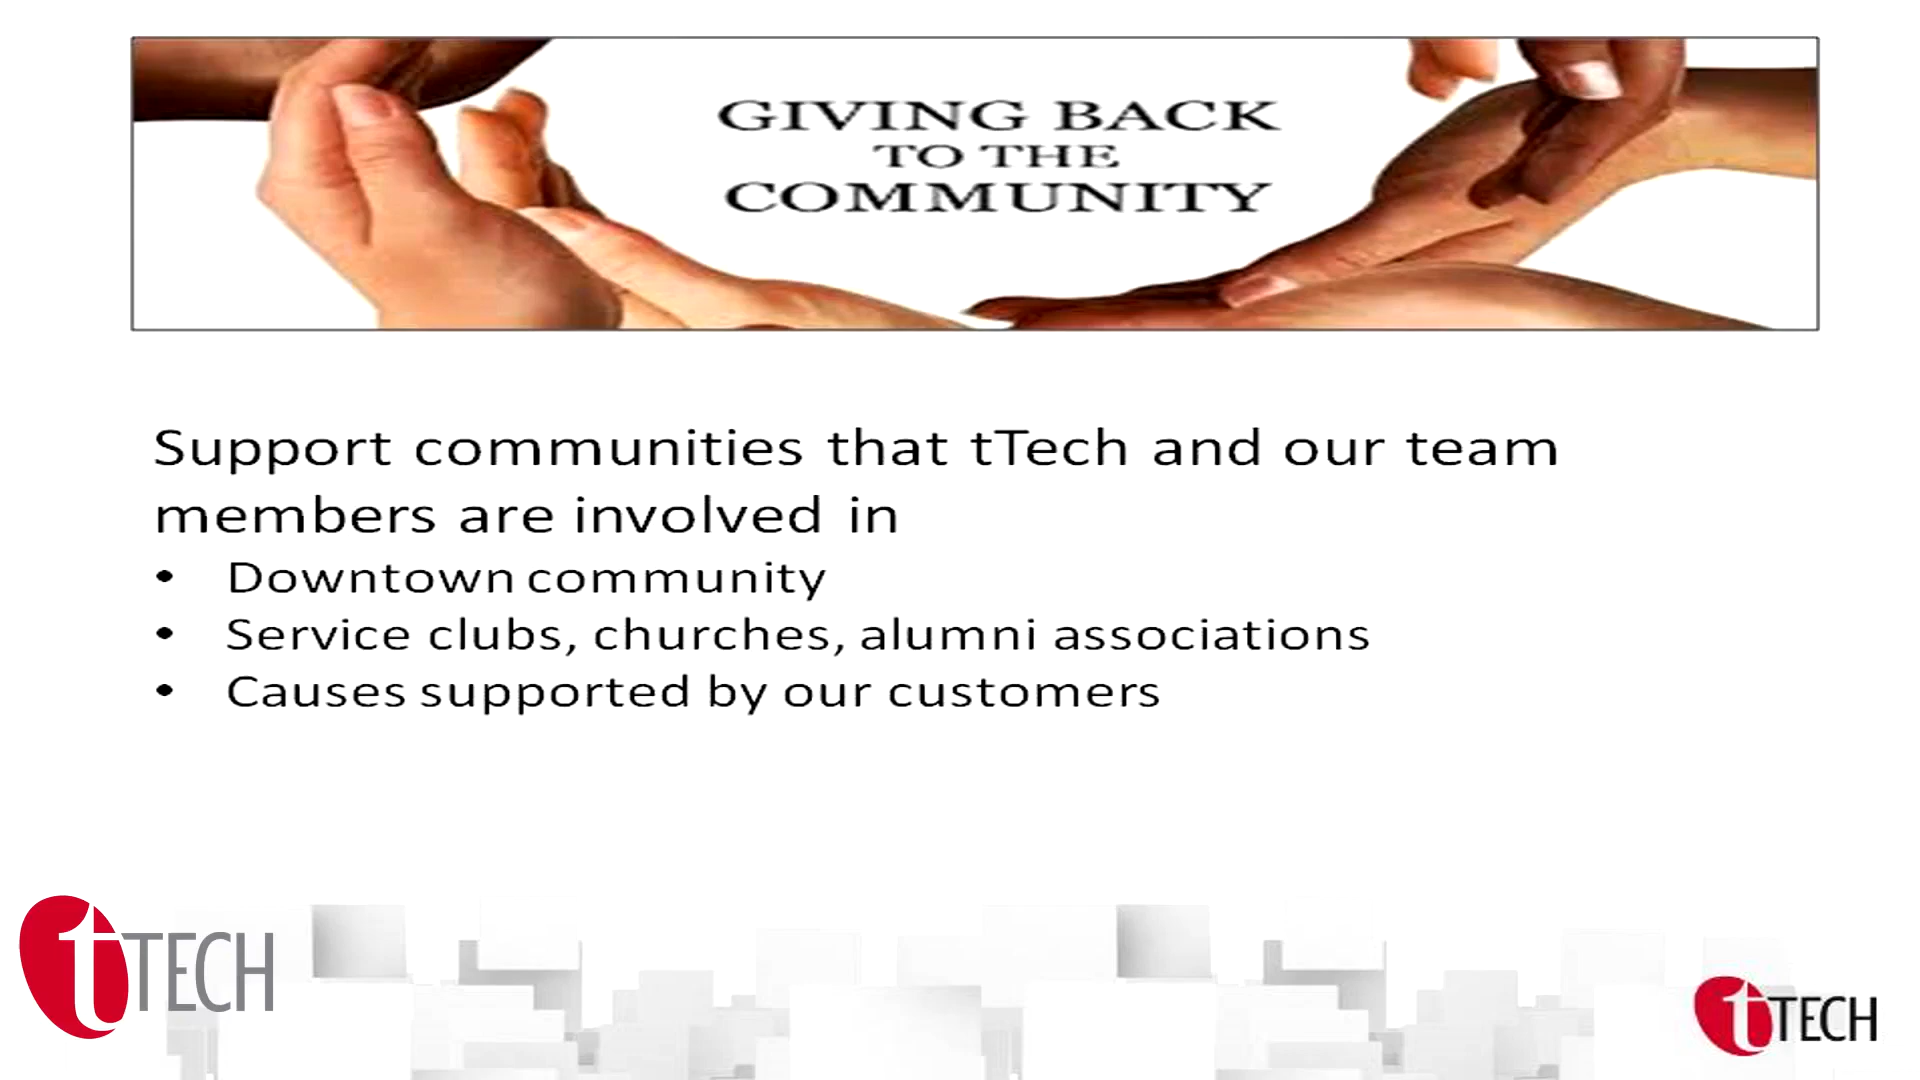 GIVING BACK
TO THE
COMMUNITY
Support communities that tTech and our team
members are involved in
• Downtown community
• Service clubs, churches, alumni associations
• Causes supported by our customers
tTECH
tTECH